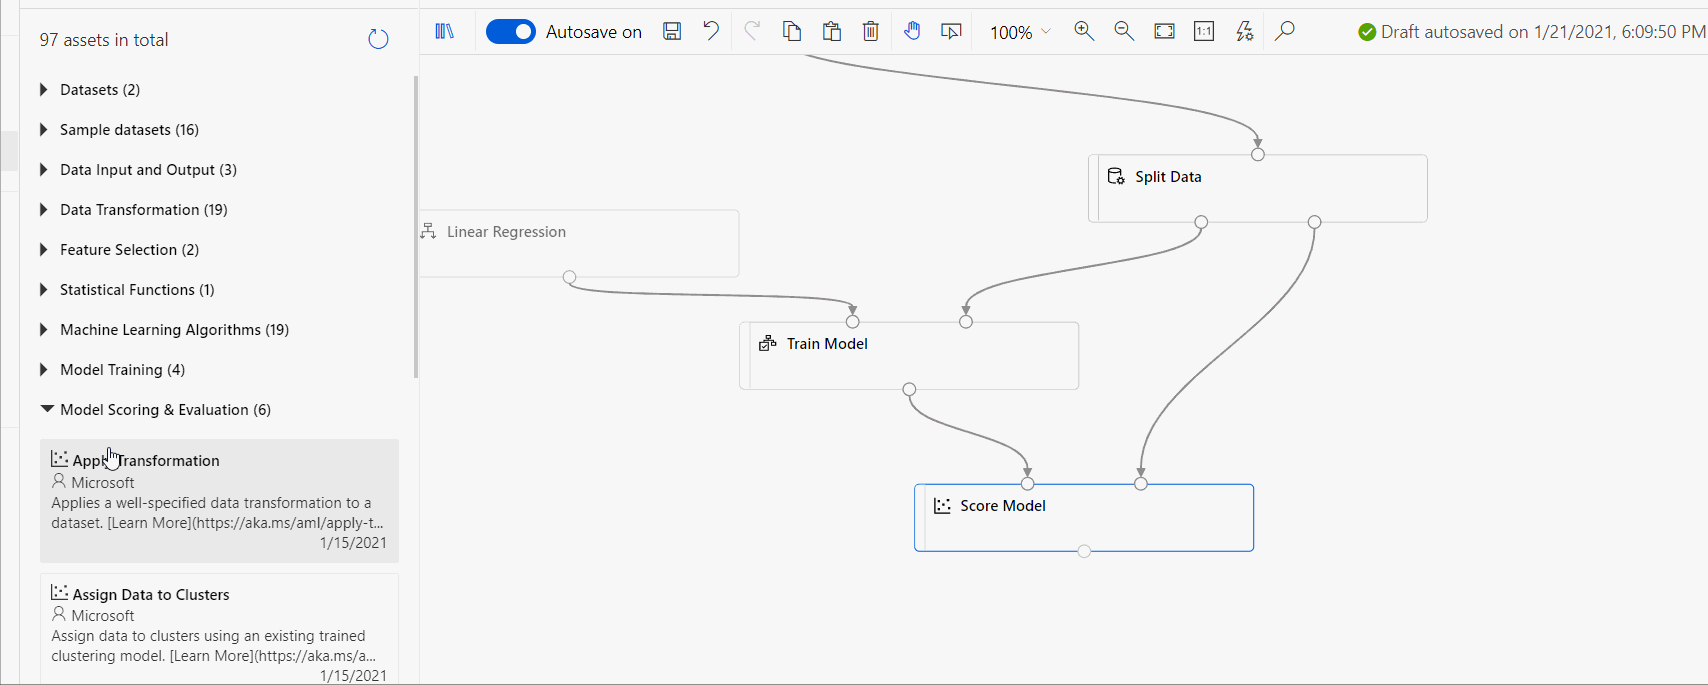 97 assets in total
Autosave on
100%
1:1
Draft autosaved on 1/21/2021, 6:09:50 PM
Datasets (2)
Sample datasets (16)
Data Input and Output (3)
Data Transformation (19)
Feature Selection (2)
Statistical Functions (1)
Machine Learning Algorithms (19)
Model Training (4)
Model Scoring & Evaluation (6)
Apply Transformation
Microsoft
Applies a well-specified data transformation to a
dataset. [Learn More](https://aka.ms/aml/apply-t...
1/15/2021
Assign Data to Clusters
Microsoft
Assign data to clusters using an existing trained
clustering model. [Learn More](https://aka.ms/a...
1/15/2021
Split Data
Linear Regression
Train Model
Score Model